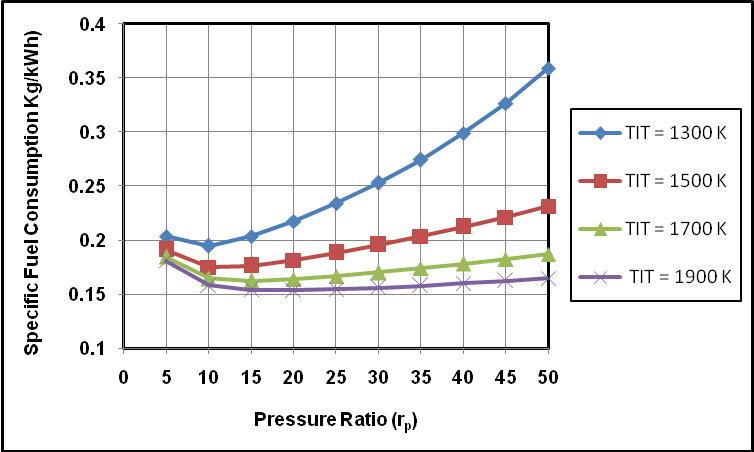 0.4
0.35
0.3
0.25
0.2
0.15
0.1
Specific Fuel Consumption Kg/kWh)
0 5 10 15 20 25 30 35 40 45 50
Pressure Ratio (rp)
TIT = 1300 K
TIT = 1500 K
TIT = 1700 K
TIT = 1900 K